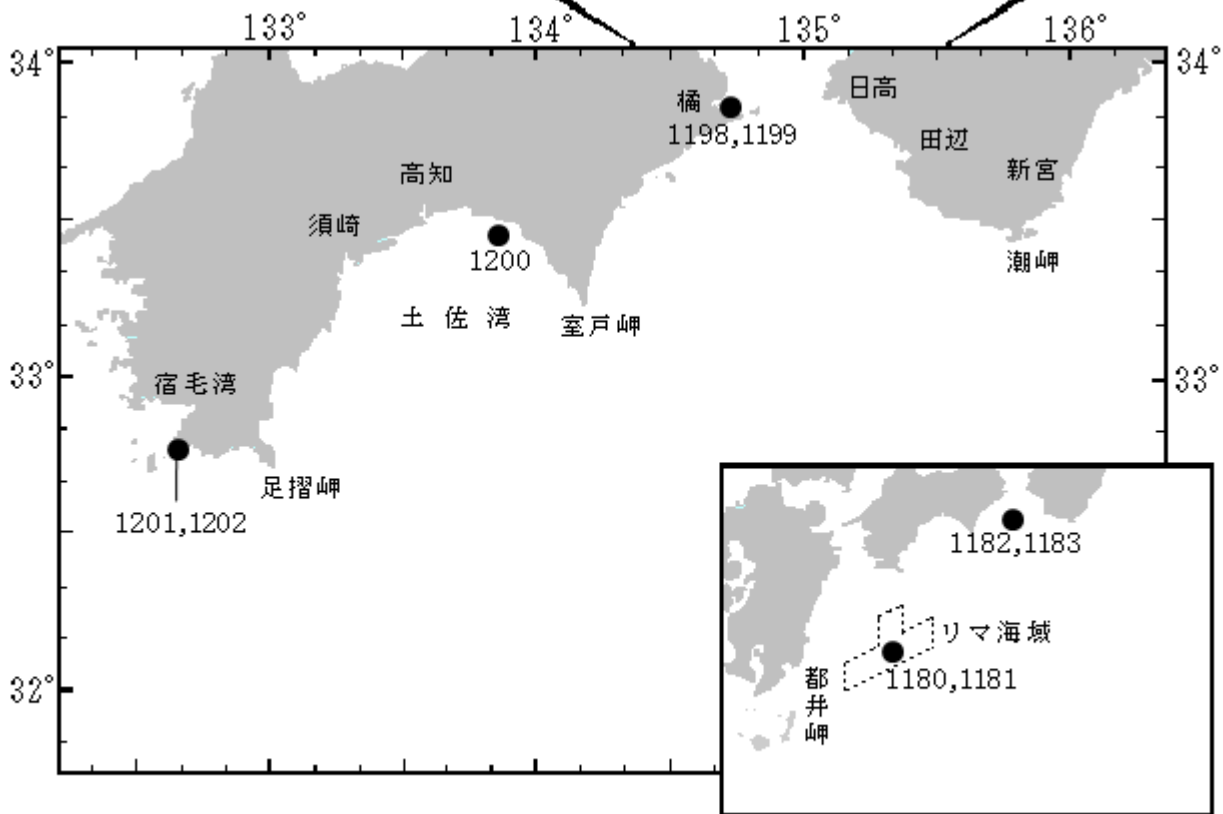 133°
134°
135°
136°
34°
34°
橘
1198,1199
日高
田辺
新宮
潮岬
高知
須崎
1200
土佐湾
室戸岬
33°
33°
宿毛湾
足摺岬
1201,1202
32°
1182,1183
リマ海域
1180,1181
都井岬